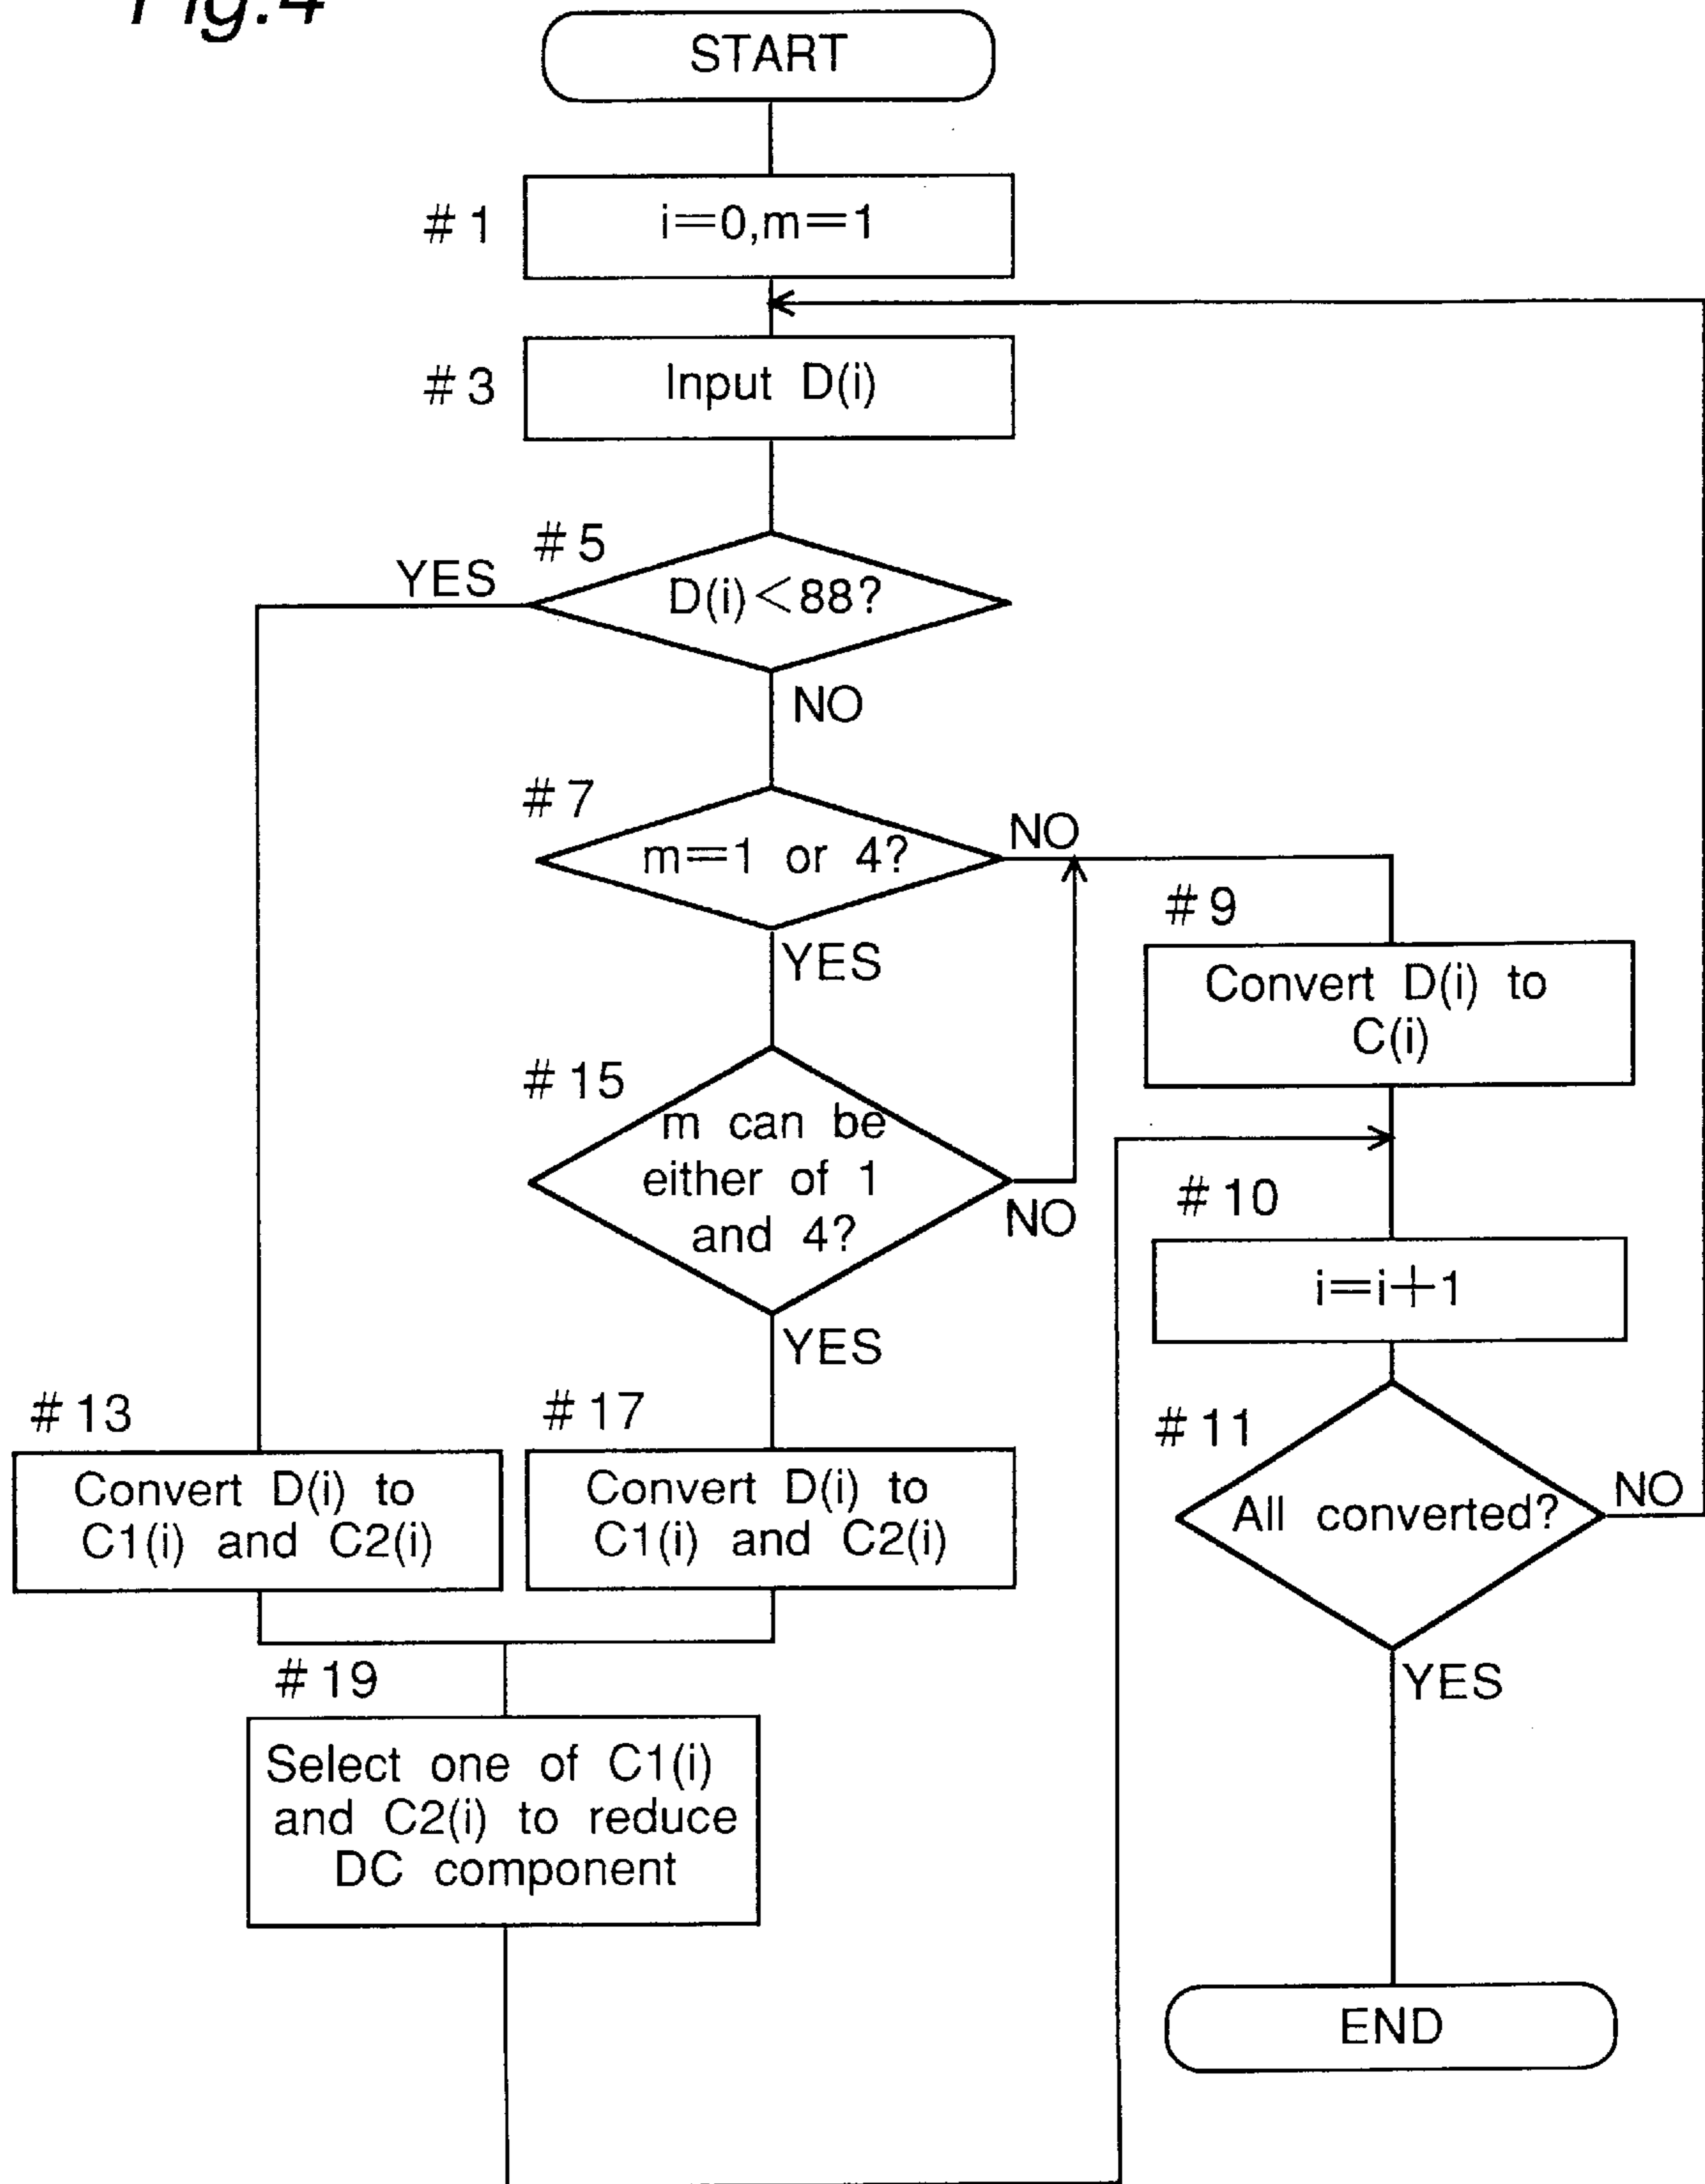 Fig.4
START
#1
i=0,m=1
#3
Input D(i)
#5
YES
D(i)<88?
NO
#7
m=1 or 4?
NO
YES
#9
Convert D(i) to
C(i)
#15
m can be
either of 1
and 4?
NO
YES
#10
i=i+1
#11
All converted?
NO
YES
#13
Convert D(i) to
C1(i) and C2(i)
#17
Convert D(i) to
C1(i) and C2(i)
#19
Select one of C1(i)
and C2(i) to reduce
DC component
END